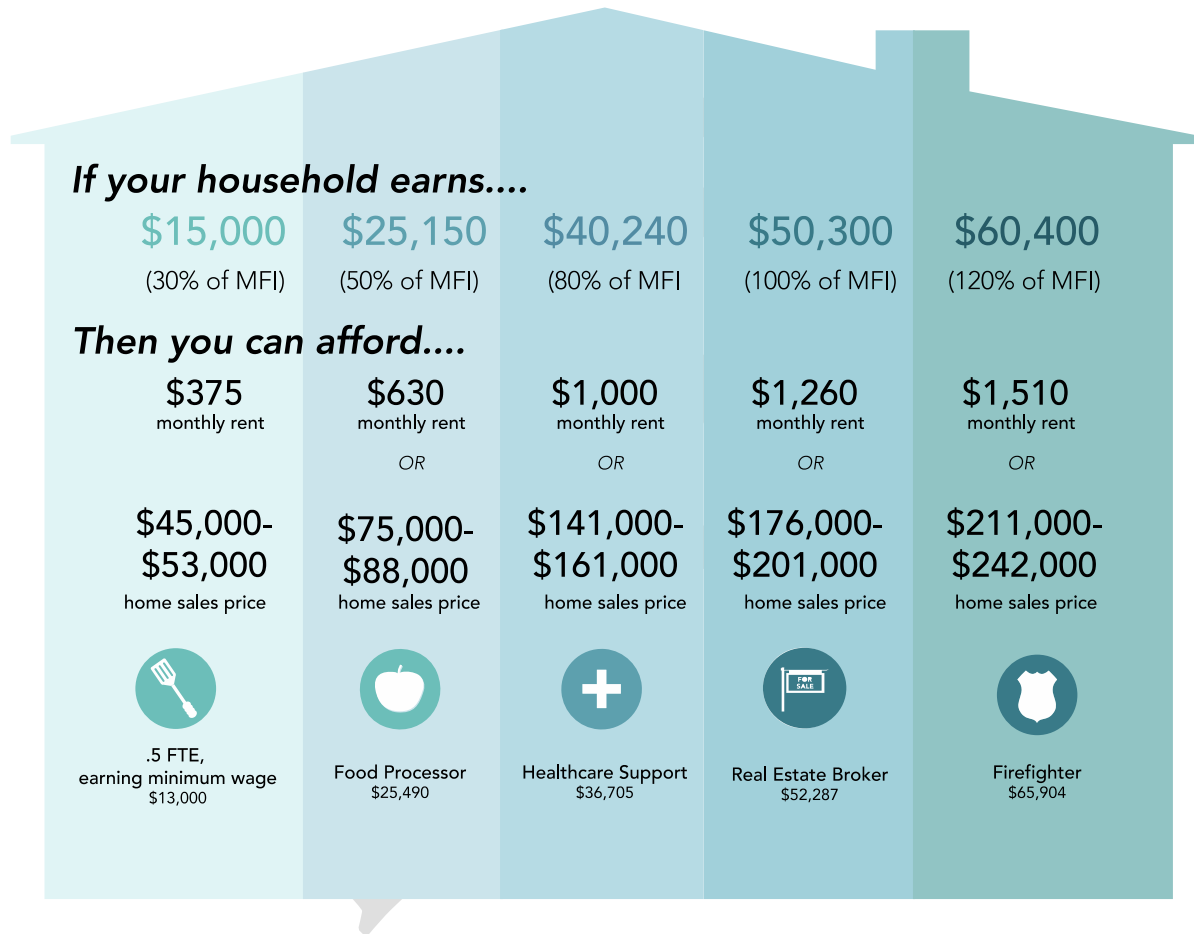 If your household earns....
$15,000 $25,150 $40,240 $50,300 $60,400
(30% of MFI) (50% of MFI) (80% of MFI (100% of MFI) (120% of MFI)
Then you can afford....
$375 $630 $1,000 $1,260 $1,510
monthly rent monthly rent monthly rent monthly rent monthly rent
OR OR OR OR
$45,000- $75,000- $141,000- $176,000- $211,000-
$53,000 $88,000 $161,000 $201,000 $242,000
home sales price home sales price home sales price home sales price home sales price
FOR
SALE
.5 FTE,
earning minimum wage Food Processor Healthcare Support Real Estate Broker Firefighter
$13,000 $25,490 $36,705 $52,287 $65,904